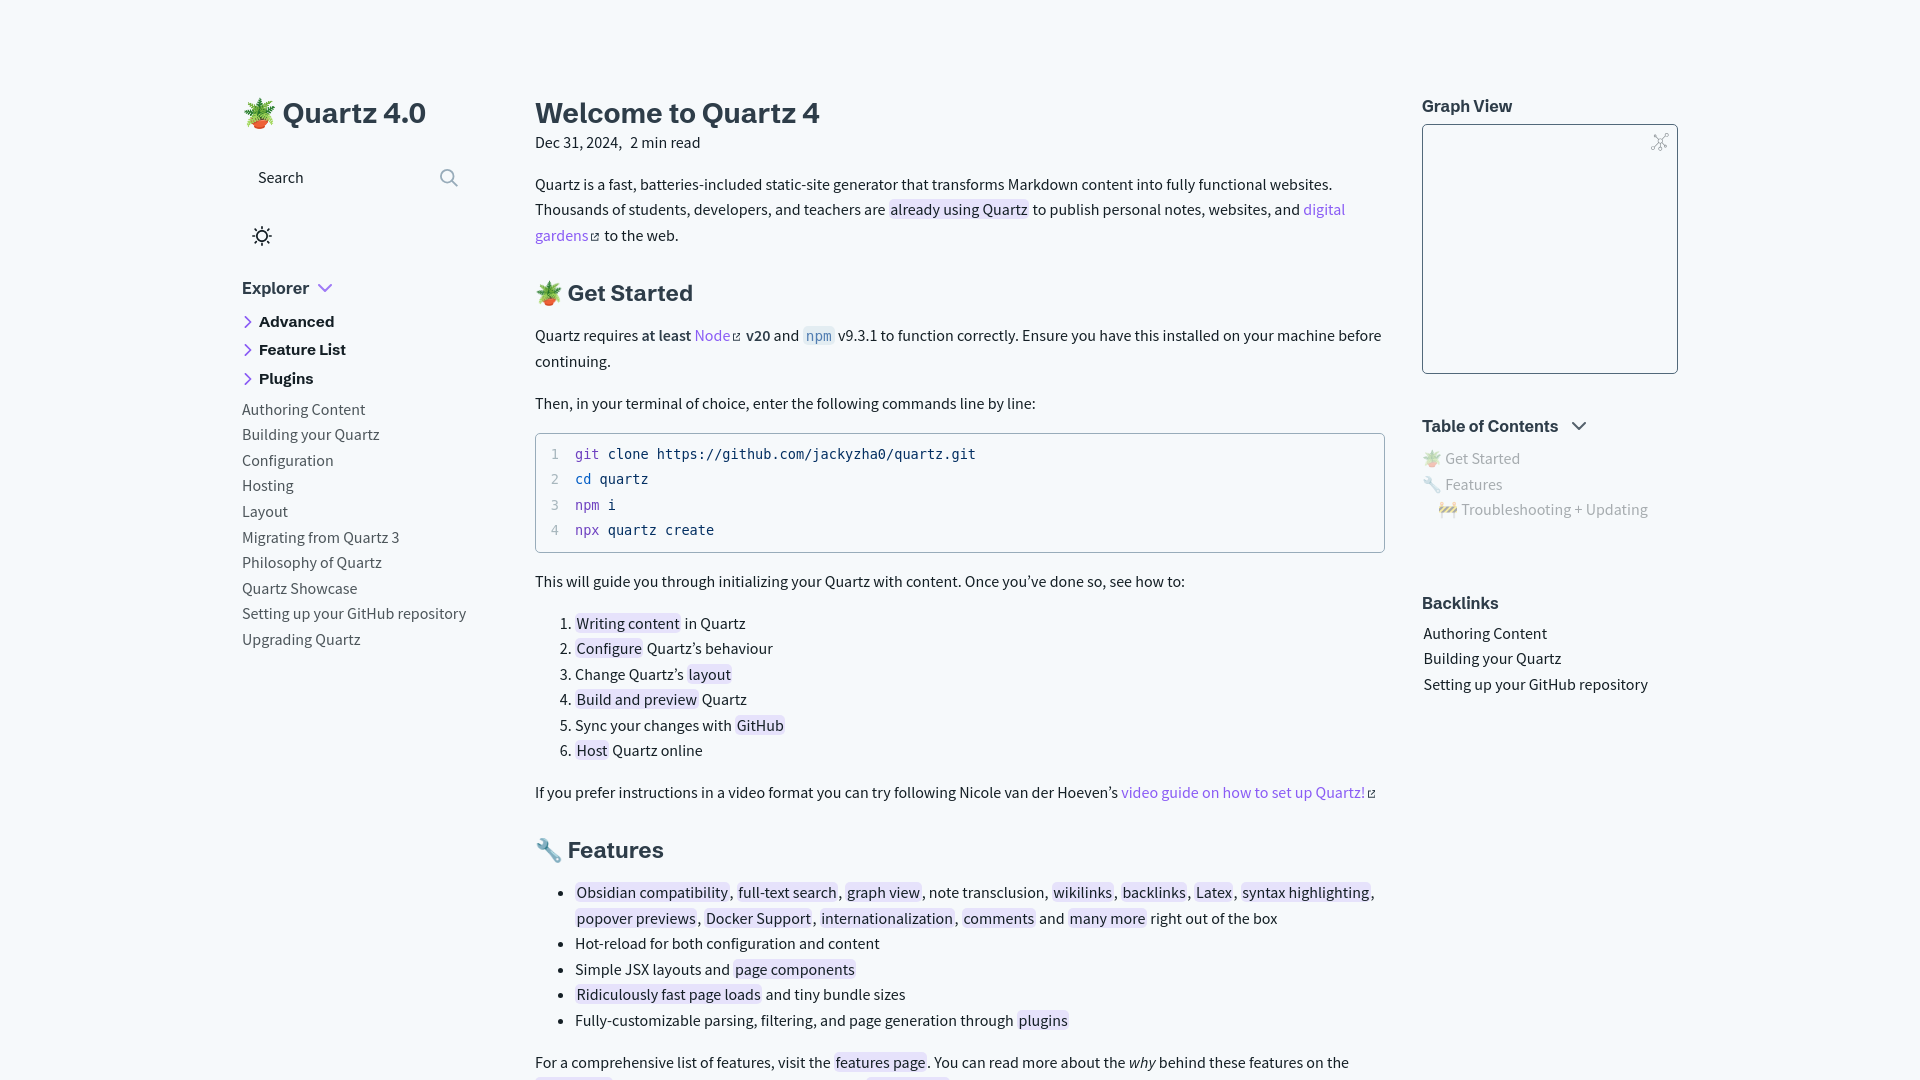 🪴 Quartz 4.0
Search
Explorer
Advanced
Feature List
Plugins
Authoring Content
Building your Quartz
Configuration
Hosting
Layout
Migrating from Quartz 3
Philosophy of Quartz
Quartz Showcase
Setting up your GitHub repository
Upgrading Quartz
Welcome to Quartz 4
Dec 31, 2024, 2 min read
Quartz is a fast, batteries-included static-site generator that transforms Markdown content into fully functional websites.
Thousands of students, developers, and teachers are already using Quartz to publish personal notes, websites, and digital
gardens to the web.
🪴 Get Started
Quartz requires at least Node v20 and npm v9.3.1 to function correctly. Ensure you have this installed on your machine before
continuing.
Then, in your terminal of choice, enter the following commands line by line:
1 git clone https://github.com/jackyzha0/quartz.git
2 cd quartz
3 npm i
4 npx quartz create
This will guide you through initializing your Quartz with content. Once you’ve done so, see how to:
1. Writing content in Quartz
2. Configure Quartz’s behaviour
3. Change Quartz’s layout
4. Build and preview Quartz
5. Sync your changes with GitHub
6. Host Quartz online
If you prefer instructions in a video format you can try following Nicole van der Hoeven’s video guide on how to set up Quartz!
🔧 Features
• Obsidian compatibility, full-text search, graph view, note transclusion, wikilinks, backlinks, Latex, syntax highlighting,
popover previews, Docker Support, internationalization, comments and many more right out of the box
• Hot-reload for both configuration and content
• Simple JSX layouts and page components
• Ridiculously fast page loads and tiny bundle sizes
• Fully-customizable parsing, filtering, and page generation through plugins
For a comprehensive list of features, visit the features page. You can read more about the why behind these features on the
Graph View
Table of Contents
🪴 Get Started
🔧 Features
🚧 Troubleshooting + Updating
Backlinks
Authoring Content
Building your Quartz
Setting up your GitHub repository